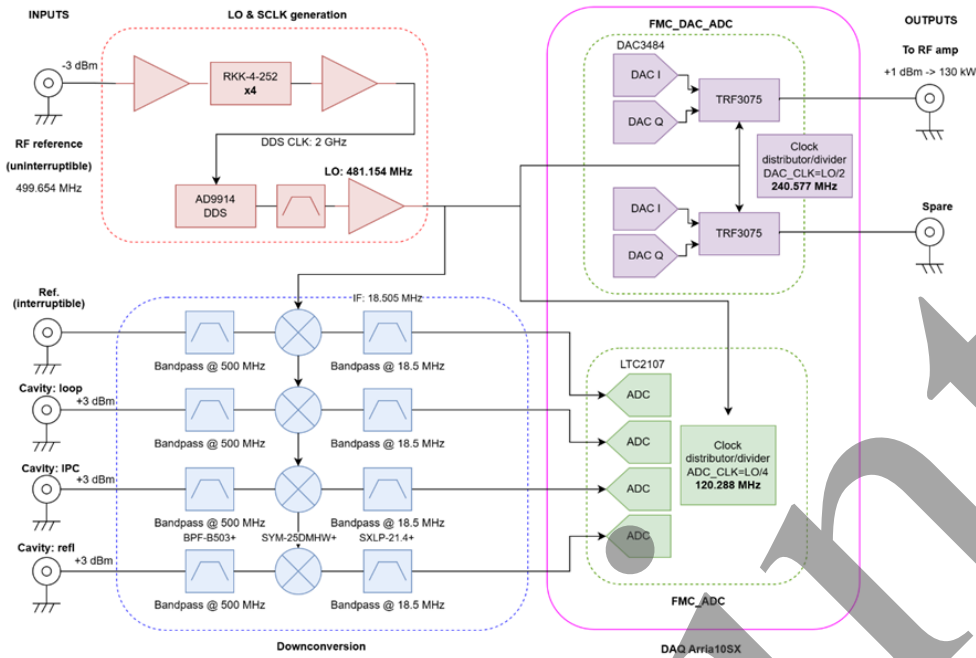 INPUTS
LO & SCLK generation
FMC_DAC_ADC
OUTPUTS
-3 dBm
RKK-4-252
x4
DAC3484
DAC I
DAC Q
TRF3075
To RF amp
+1 dBm -> 130 kW
RF reference
(uninterruptible)
499.654 MHz
DDS CLK: 2 GHz
Clock
distributor/divider
DAC_CLK=LO/2
240.577 MHz
LO: 481.154 MHz
AD9914
DDS
DAC I
DAC Q
TRF3075
Spare
Ref.
(interruptible)
IF: 18.505 MHz
Bandpass @ 500 MHz
Bandpass @ 18.5 MHz
LTC2107
ADC
Cavity: loop
+3 dBm
Bandpass @ 500 MHz
Bandpass @ 18.5 MHz
ADC
Clock
distributor/divider
ADC_CLK=LO/4
120.288 MHz
Cavity: IPC
+3 dBm
Bandpass @ 500 MHz
Bandpass @ 18.5 MHz
ADC
BPF-B503+
SYM-25DMHW+
SXLP-21.4+
Cavity: refl
+3 dBm
Bandpass @ 500 MHz
Bandpass @ 18.5 MHz
ADC
FMC_ADC
Downconversion
DAQ Arria10SX